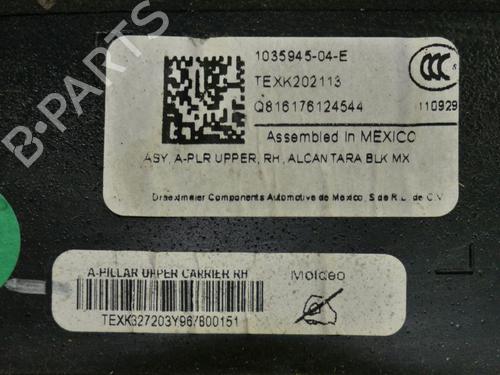 1035945-04-E
TEXK202113
Q816176124544
110929
Assembled in MEXICO
ASY, A-PLR UPPER, RH, ALCANTARA BLK MX
Draexlmaier Components Automotive de Mexico, S de R.L. de C.V.
A-PILLAR UPPER CARRIER RH
Moldeo
TEXK327203Y967800151
B-PARTS